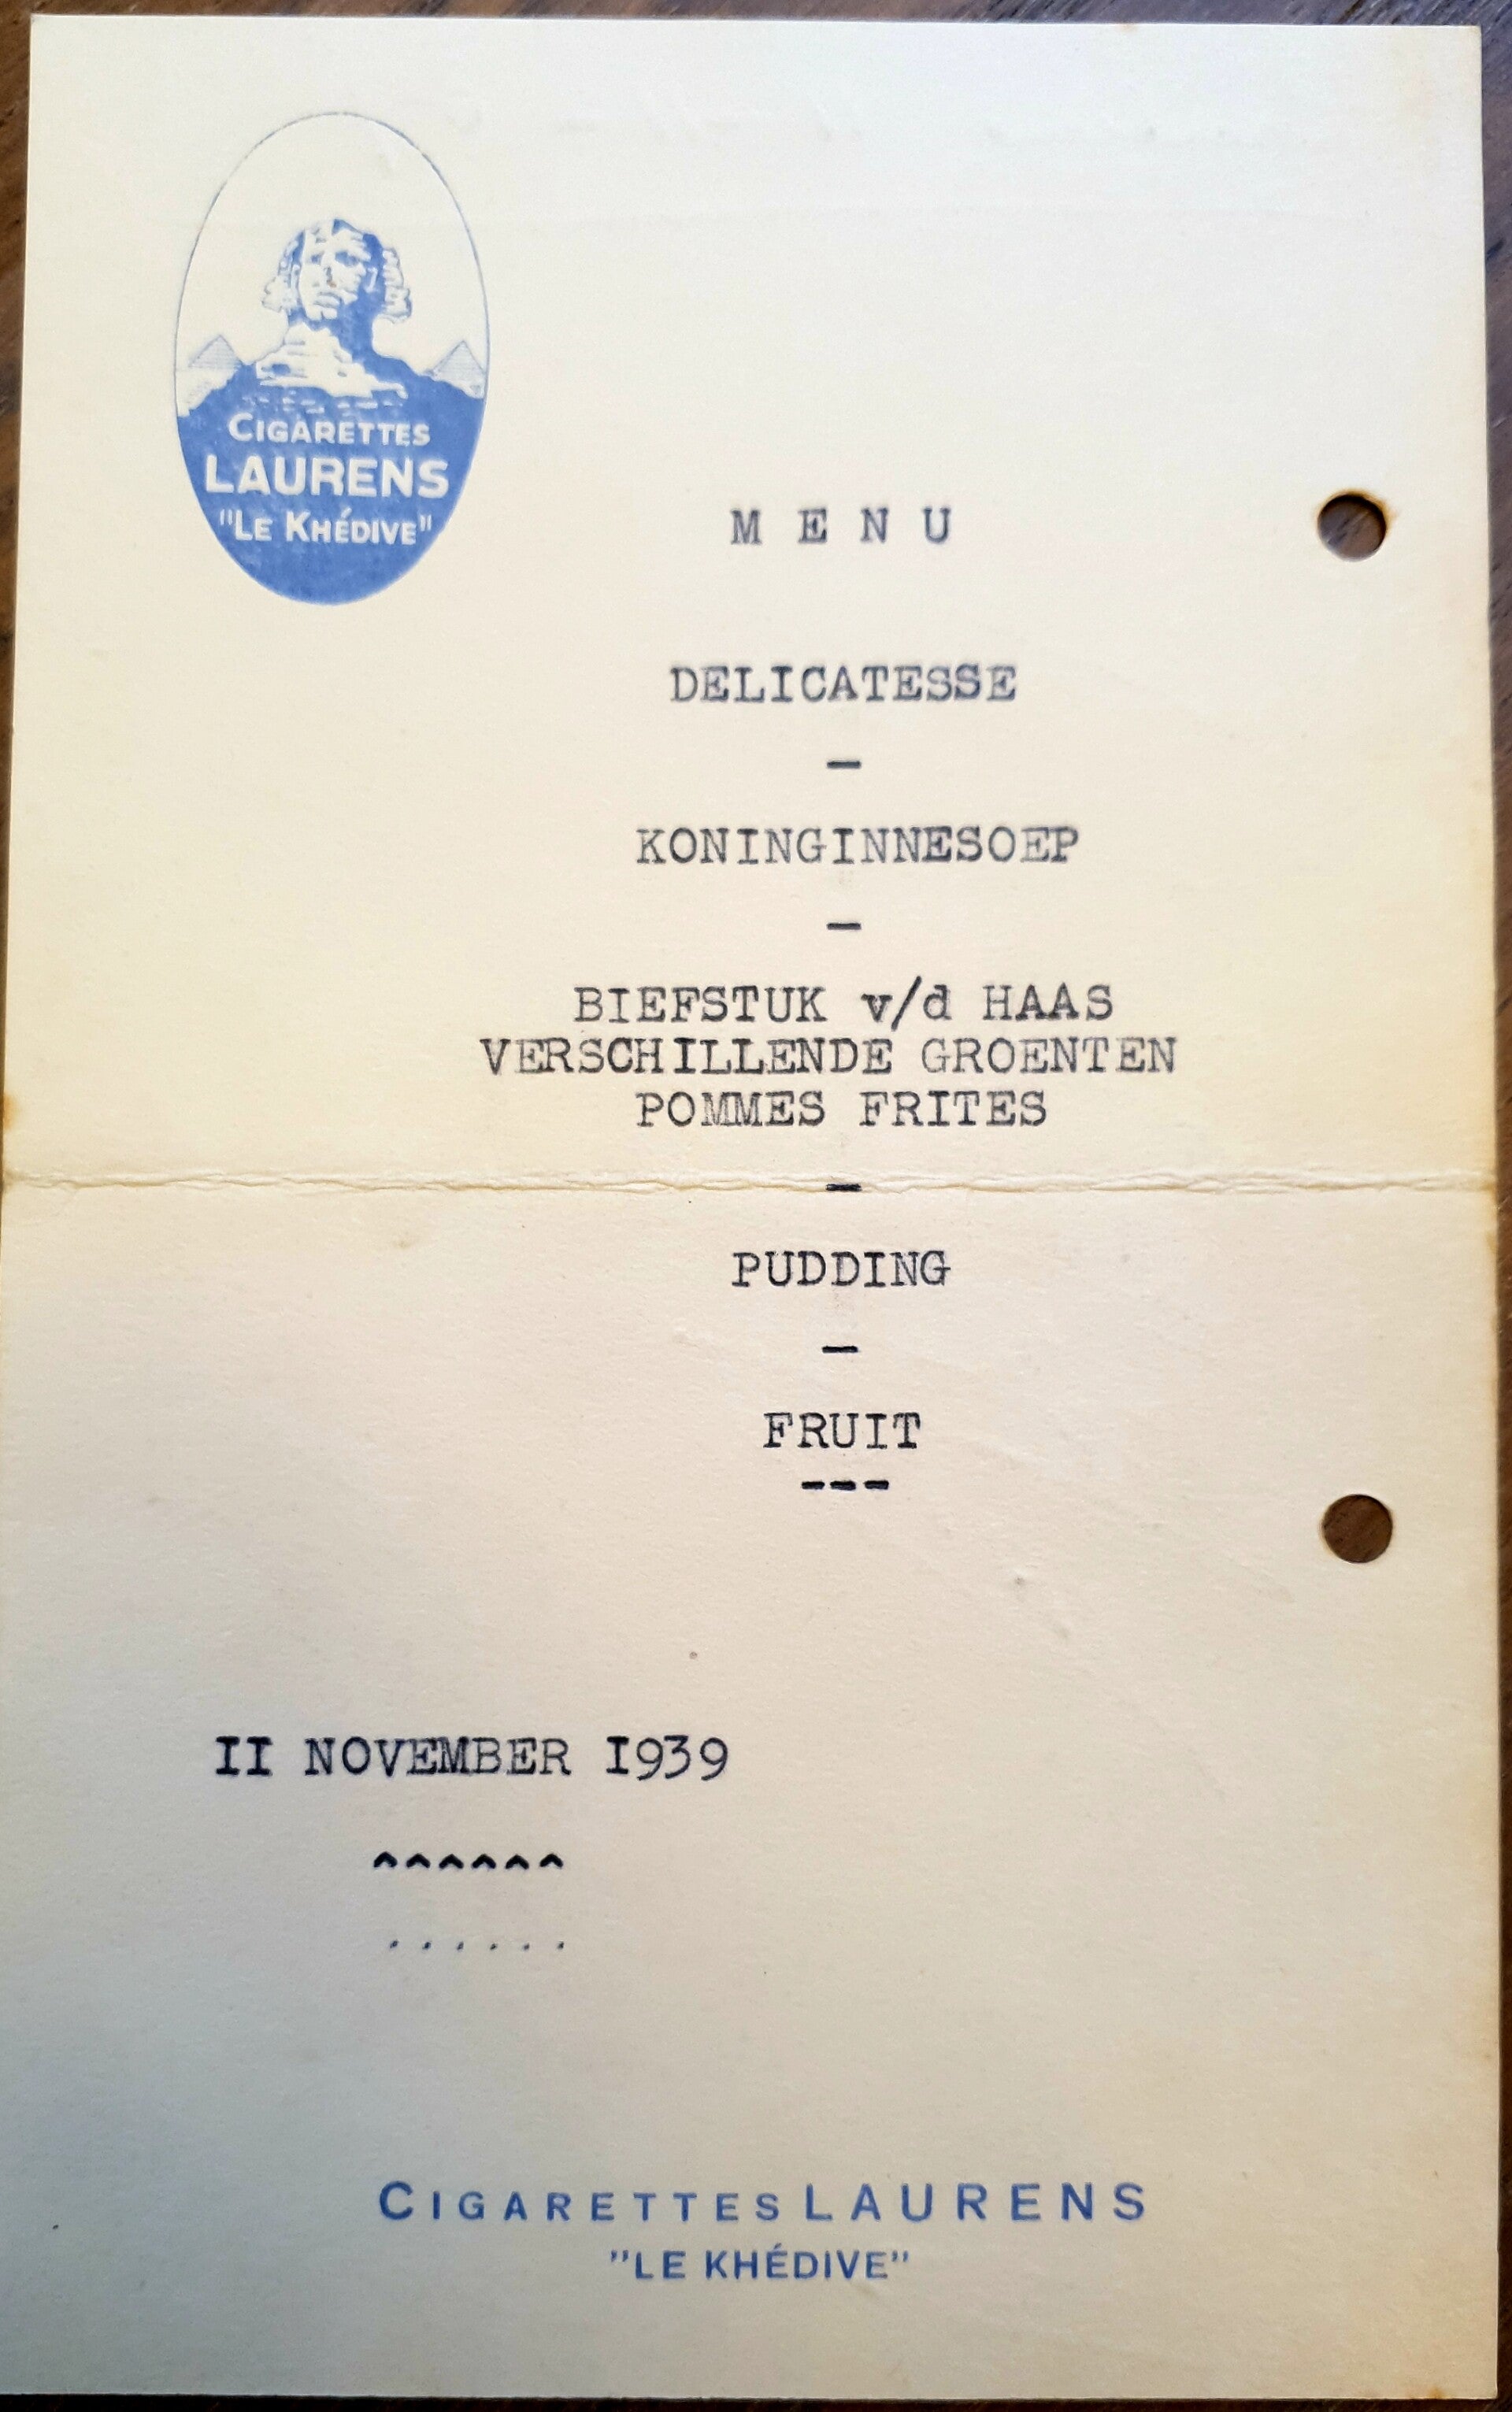 CIGARETTES
LAURENS
"LE KHÉDIVE"
M E N U
DELICATESSE
-
KONINGINNESOEP
-
BIEFSTUK v/d HAAS
VERSCHILLENDE GROENTEN
POMMES FRITES
-
PUDDING
-
FRUIT
---
II NOVEMBER I939
^^^^^^
......
CIGARETTES LAURENS
"LE KHÉDIVE"